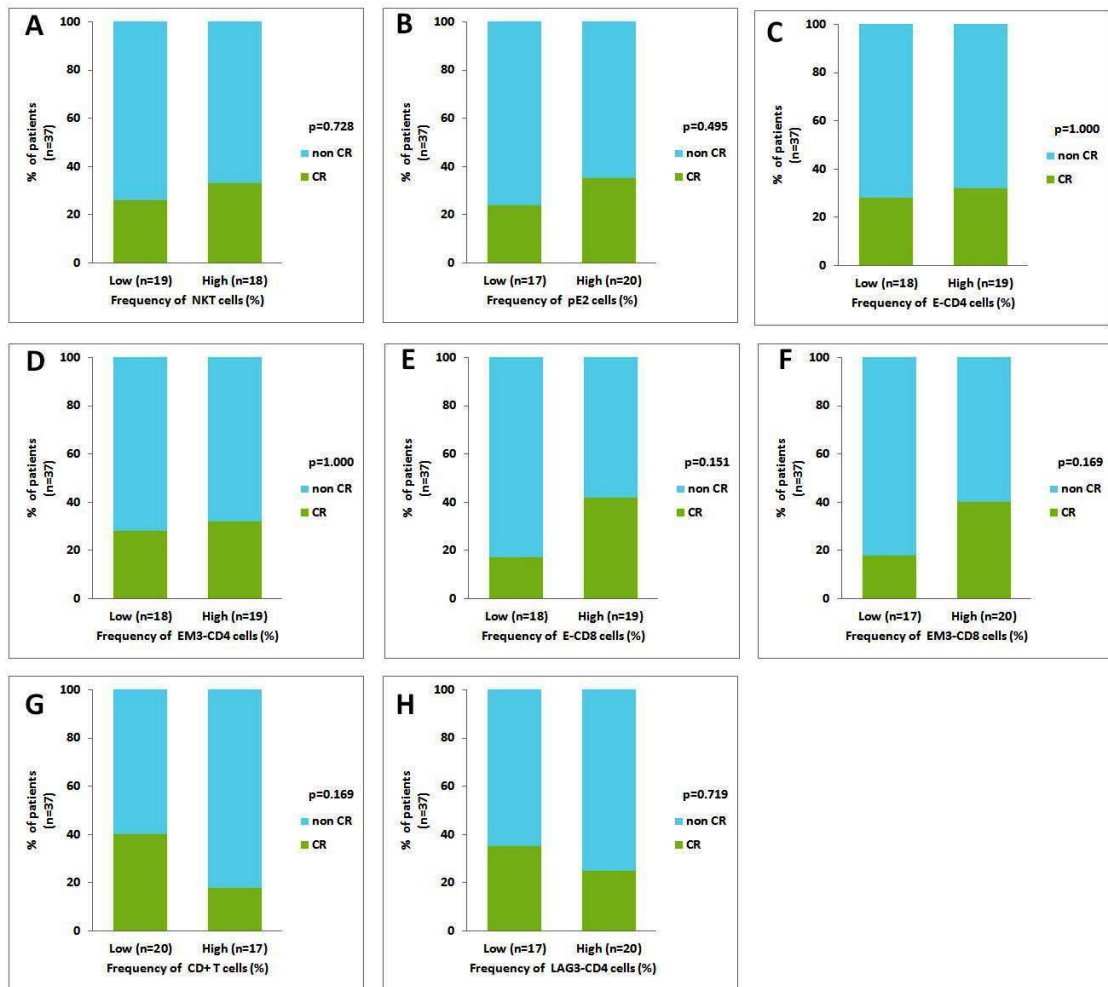 A
100
80
60
40
20
0
% of patients
(n=37)
p=0.728
non CR
CR
Low (n=19) High (n=18)
Frequency of NKT cells (%)
B
100
80
60
40
20
0
% of patients
(n=37)
p=0.495
non CR
CR
Low (n=17) High (n=20)
Frequency of pE2 cells (%)
C
100
80
60
40
20
0
% of patients
(n=37)
p=1.000
non CR
CR
Low (n=18) High (n=19)
Frequency of E-CD4 cells (%)
D
100
80
60
40
20
0
% of patients
(n=37)
p=1.000
non CR
CR
Low (n=18) High (n=19)
Frequency of EM3-CD4 cells (%)
E
100
80
60
40
20
0
% of patients
(n=37)
p=0.151
non CR
CR
Low (n=18) High (n=19)
Frequency of E-CD8 cells (%)
F
100
80
60
40
20
0
% of patients
(n=37)
p=0.169
non CR
CR
Low (n=17) High (n=20)
Frequency of EM3-CD8 cells (%)
G
100
80
60
40
20
0
% of patients
(n=37)
p=0.169
non CR
CR
Low (n=20) High (n=17)
Frequency of CD+ T cells (%)
H
100
80
60
40
20
0
% of patients
(n=37)
p=0.719
non CR
CR
Low (n=17) High (n=20)
Frequency of LAG3-CD4 cells (%)